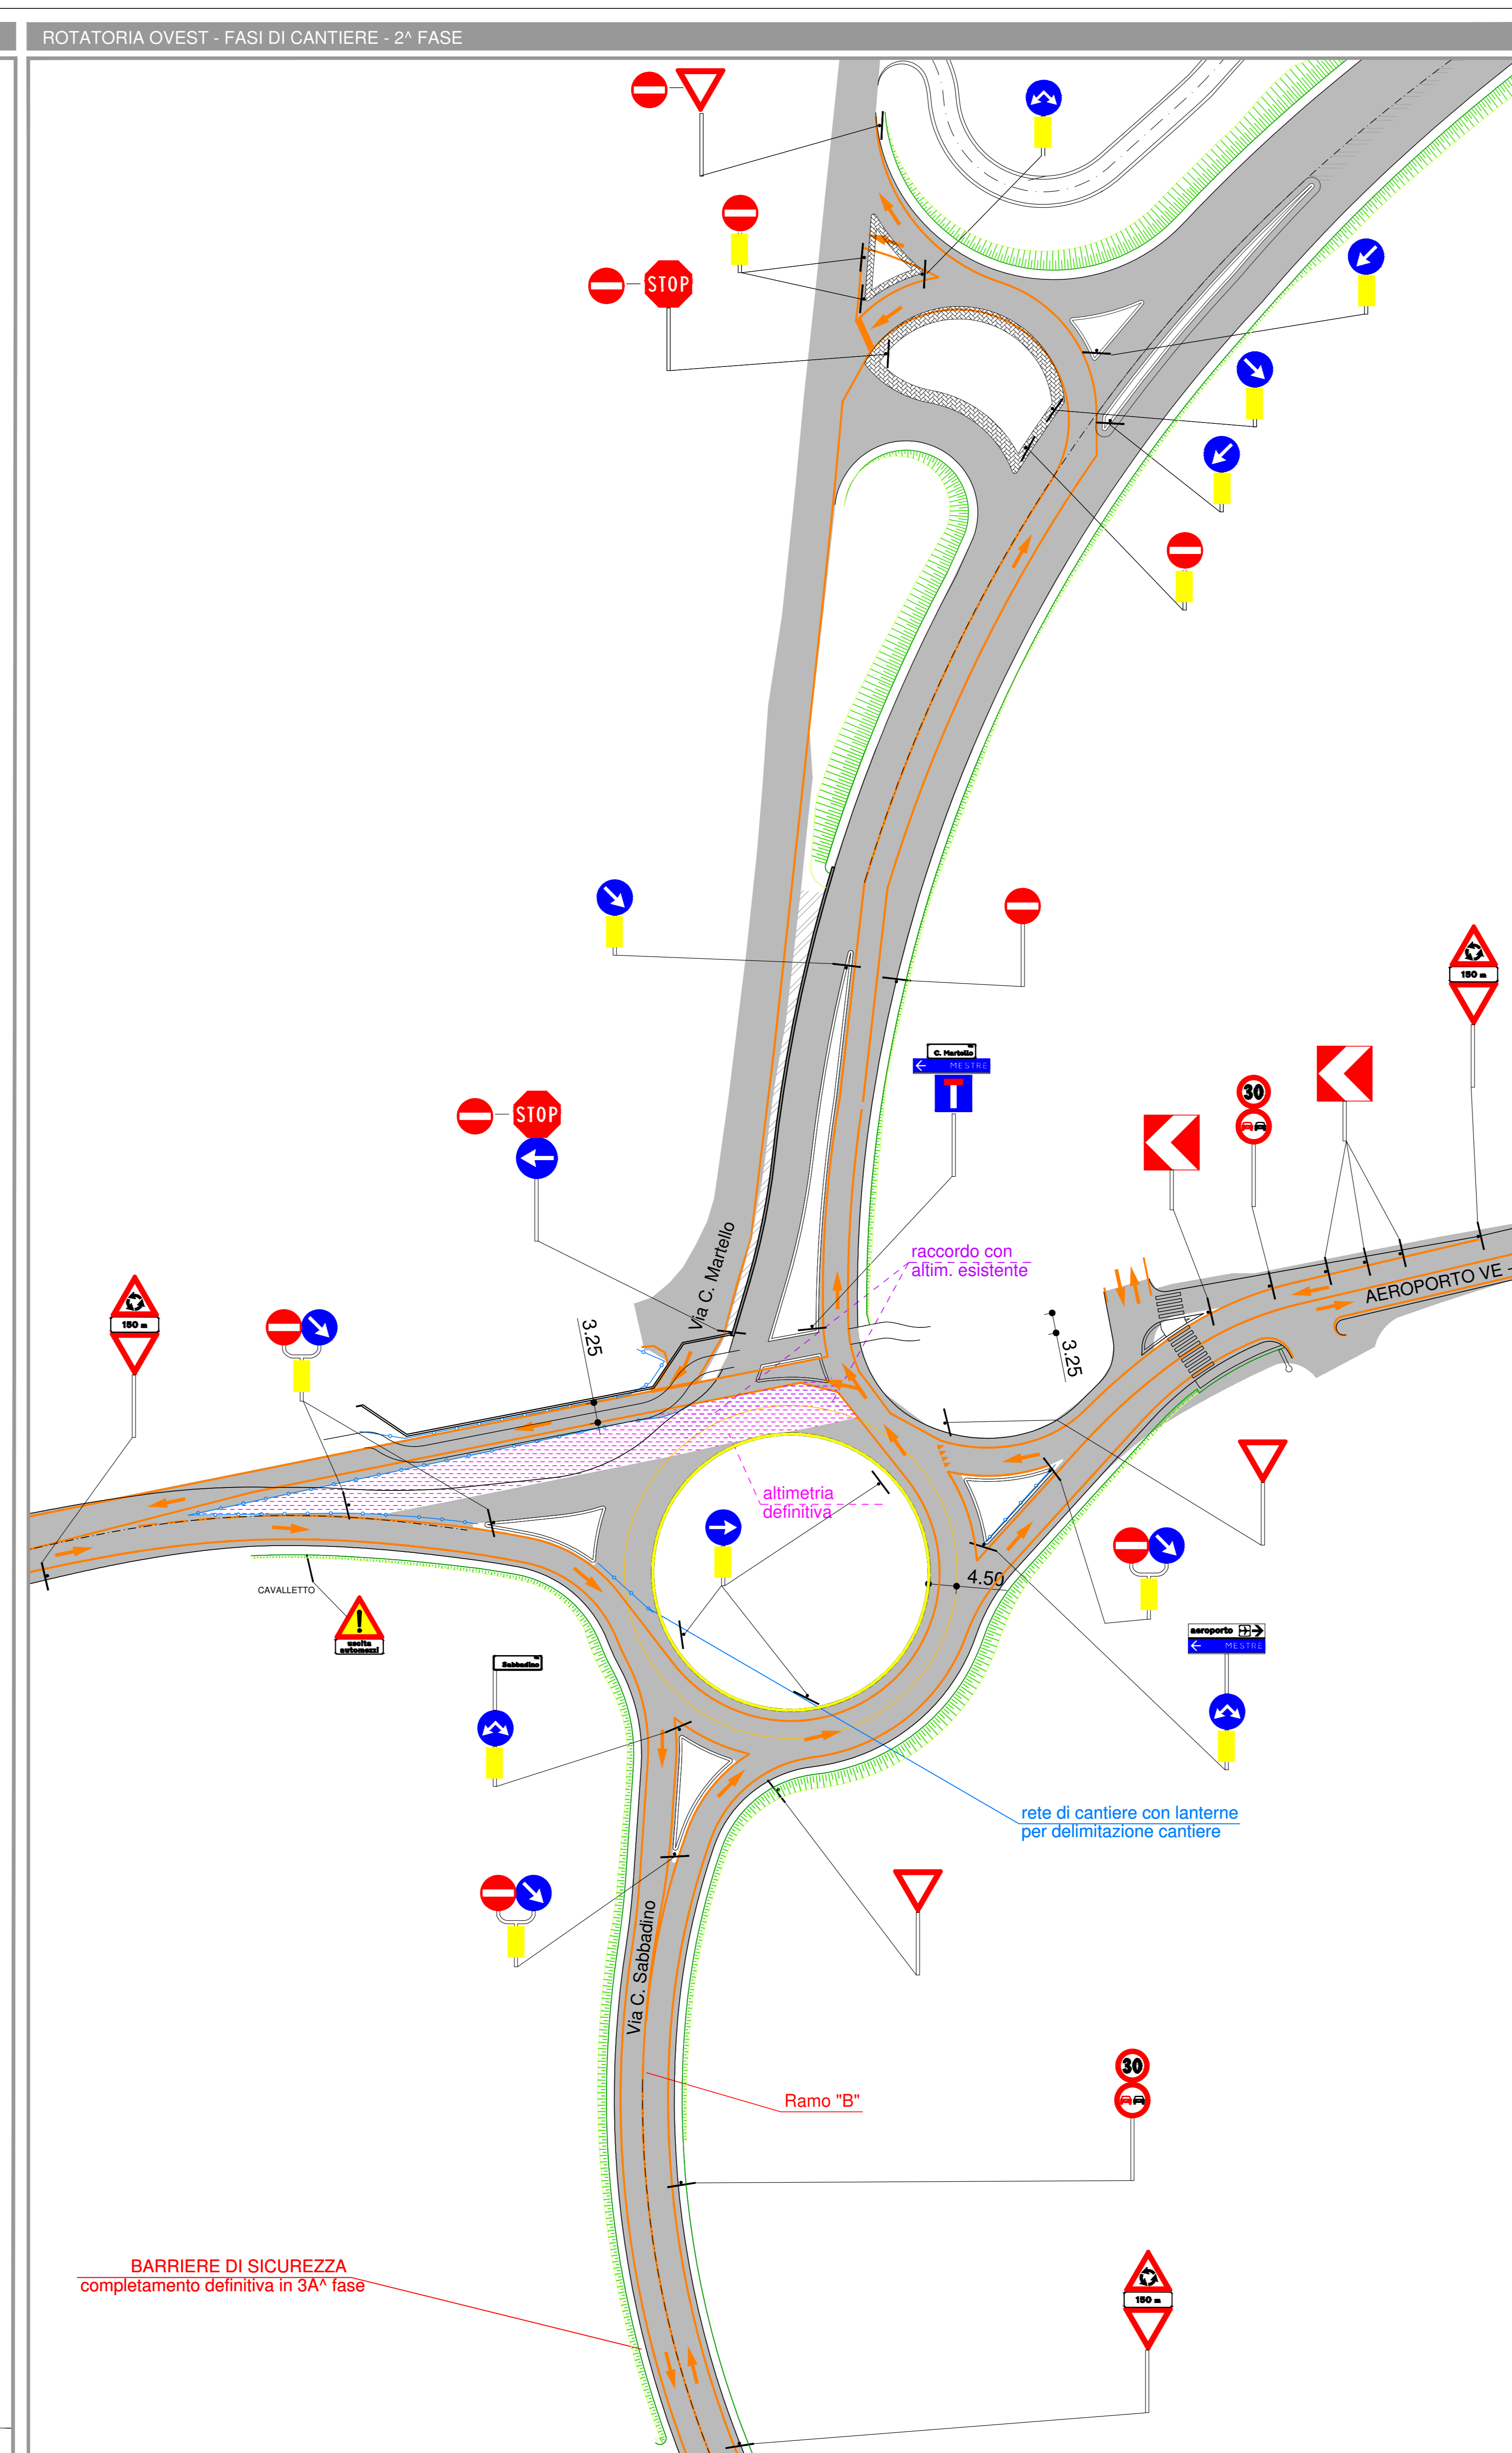 ROTATORIA OVEST - FASI DI CANTIERE - 2^ FASE
STOP
C. Martello
MESTRE
150 m
30
STOP
Via C. Martello
raccordo con
altim. esistente
AEROPORTO VE -
150 m
3.25
3.25
altimetria
definitiva
4.50
CAVALLETTO
uscita
automezzi
aeroporto
MESTRE
Sabbadino
rete di cantiere con lanterne
per delimitazione cantiere
Via C. Sabbadino
30
Ramo "B"
BARRIERE DI SICUREZZA
completamento definitiva in 3A^ fase
150 m